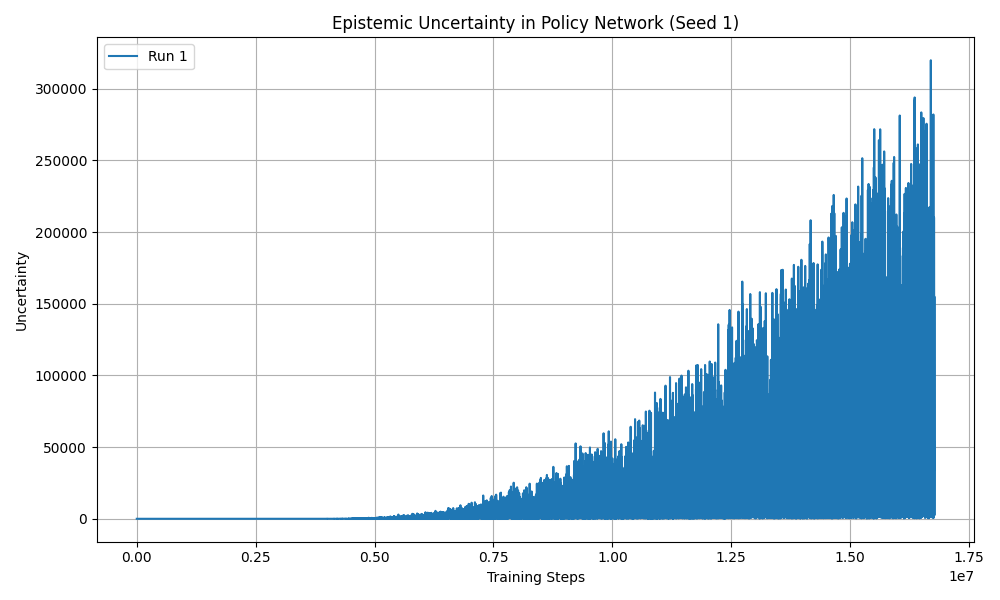 Epistemic Uncertainty in Policy Network (Seed 1)
Run 1
300000
250000
200000
150000
100000
50000
0
Uncertainty
0.00 0.25 0.50 0.75 1.00 1.25 1.50 1.75
1e7
Training Steps